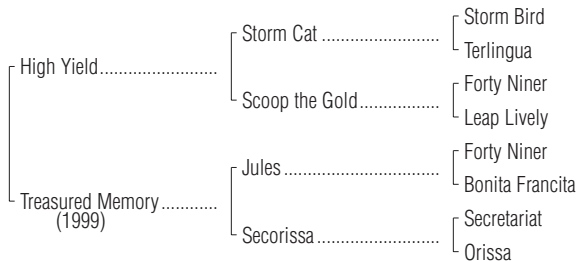 Storm Bird
Storm Cat ........................
Terlingua
High Yield........................
Forty Niner
Scoop the Gold................
Leap Lively
Forty Niner
Jules ...............................
Bonita Francita
Treasured Memory ...........
(1999)
Secretariat
Secorissa ........................
Orissa